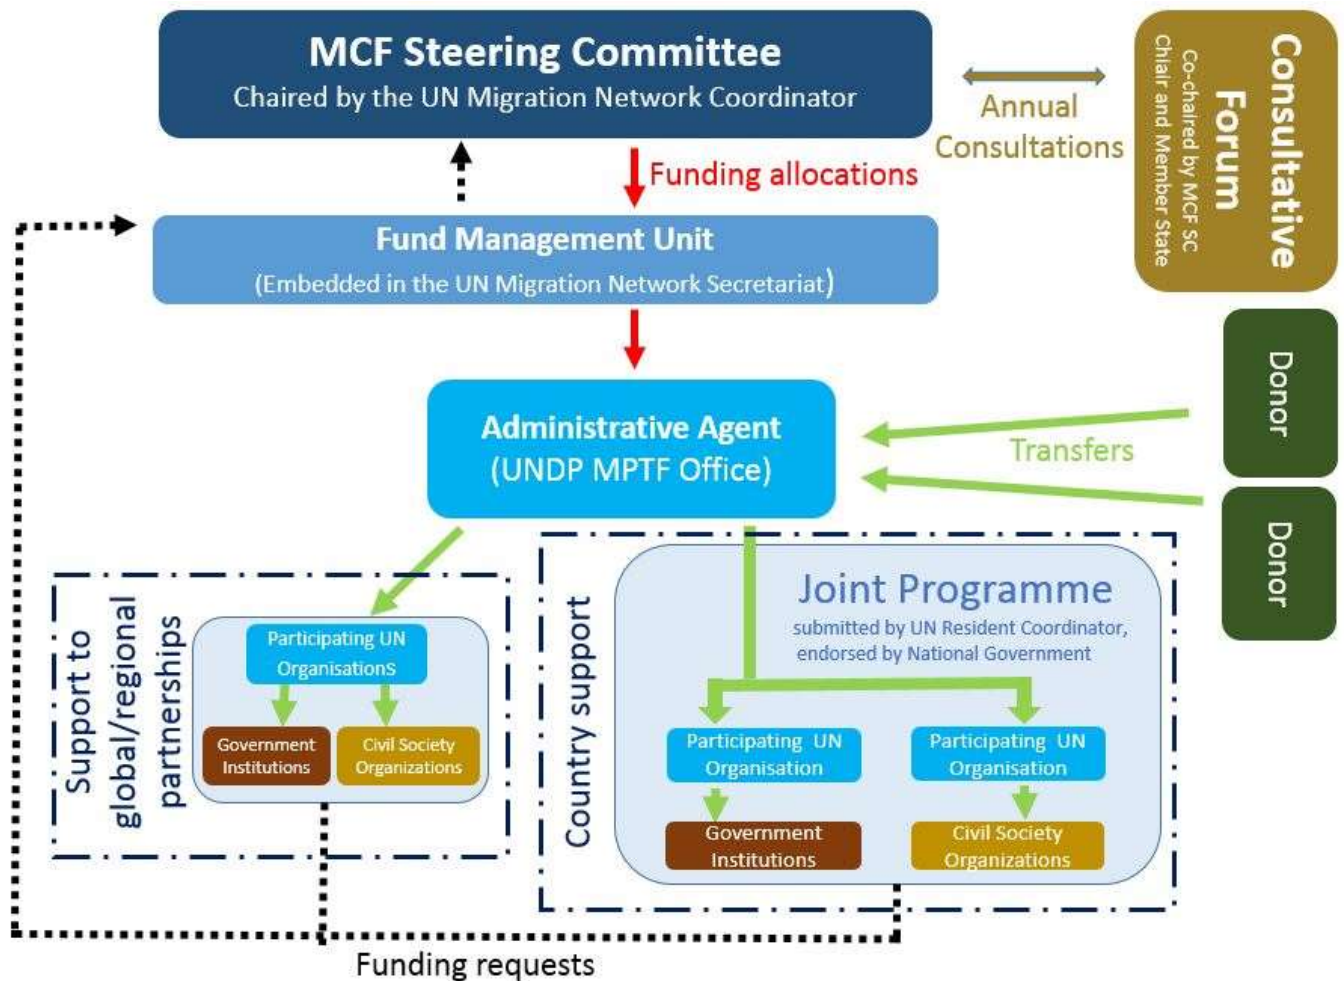 MCF Steering Committee
Chaired by the UN Migration Network Coordinator
Annual
Consultations
Consultative
Forum
Co-chaired by MCF SC
Chiair and Member State
Funding allocations
Fund Management Unit
(Embedded in the UN Migration Network Secretariat)
Donor
Administrative Agent
(UNDP MPTF Office)
Transfers
Donor
Support to
global/regional
partnerships
Participating UN
Organisations
Government
Institutions
Civil Society
Organizations
Country support
Joint Programme
submitted by UN Resident Coordinator,
endorsed by National Government
Participating UN
Organisation
Participating UN
Organisation
Government
Institutions
Civil Society
Organizations
Funding requests